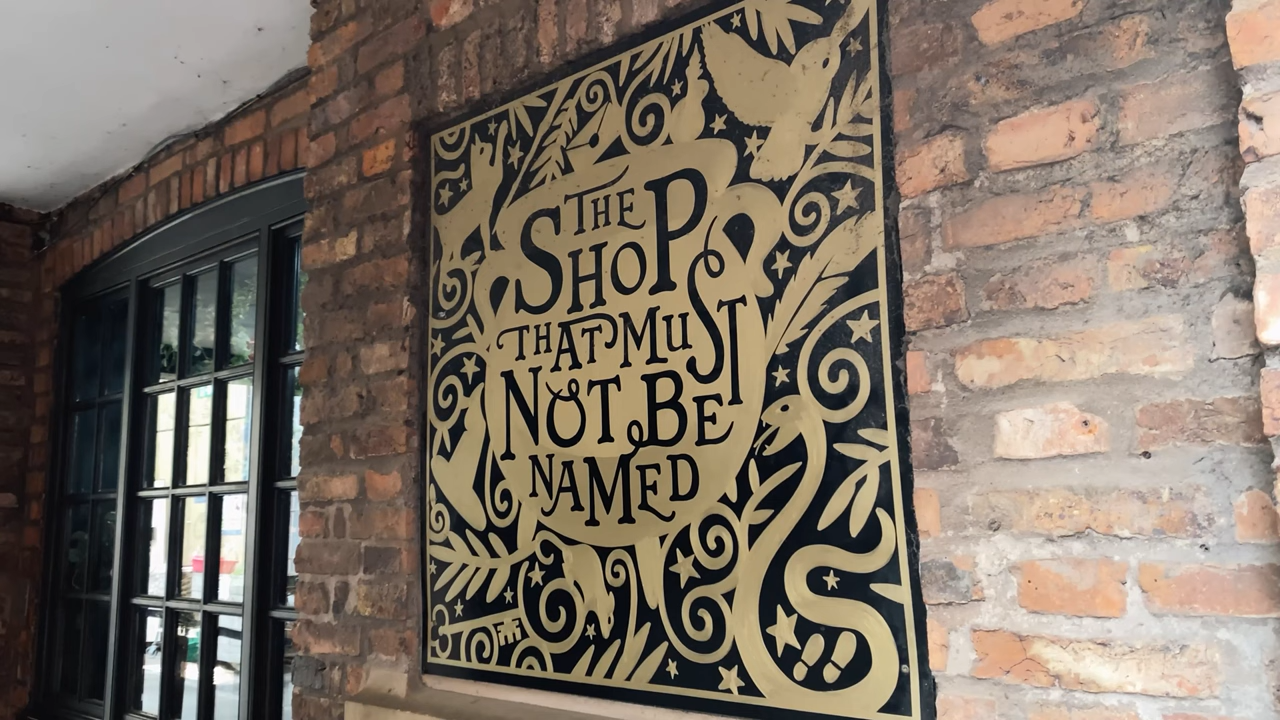 THE
SHOP
THAT MUST
NOT BE
NAMED